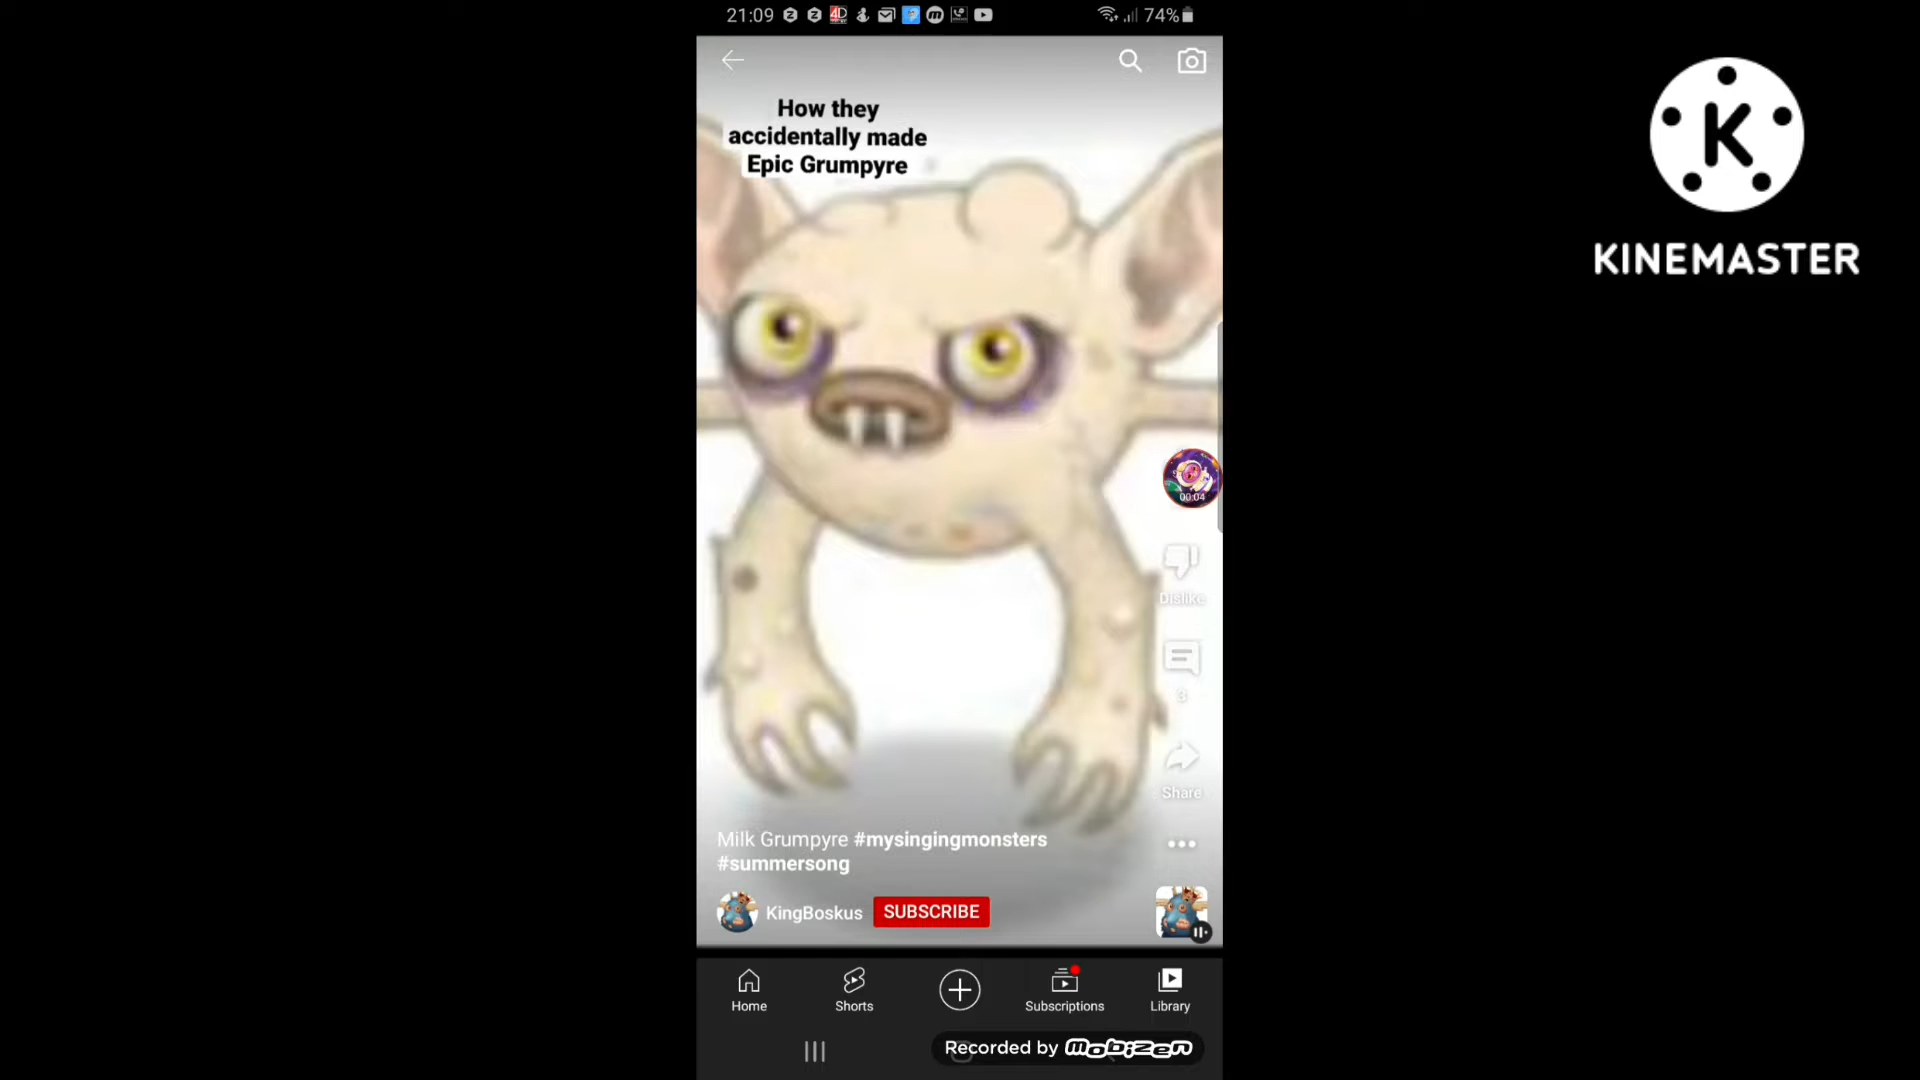 21:09
74%
How they
accidentally made
Epic Grumpyre
K
KINEMASTER
00:04
Dislike
3
Share
Milk Grumpyre #mysingingmonsters
#summersong
KingBoskus
SUBSCRIBE
Home
Shorts
Subscriptions
Library
Recorded by mobizen